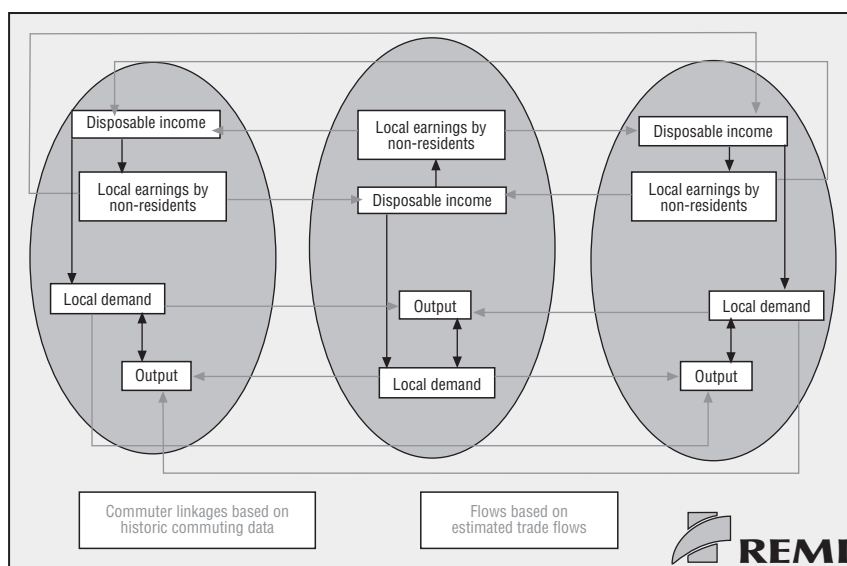 Disposable income
Local earnings by
non-residents
Local demand
Output
Local earnings by
non-residents
Disposable income
Output
Local demand
Disposable income
Local earnings by
non-residents
Local demand
Output
Commuter linkages based on
historic commuting data
Flows based on
estimated trade flows
REMI